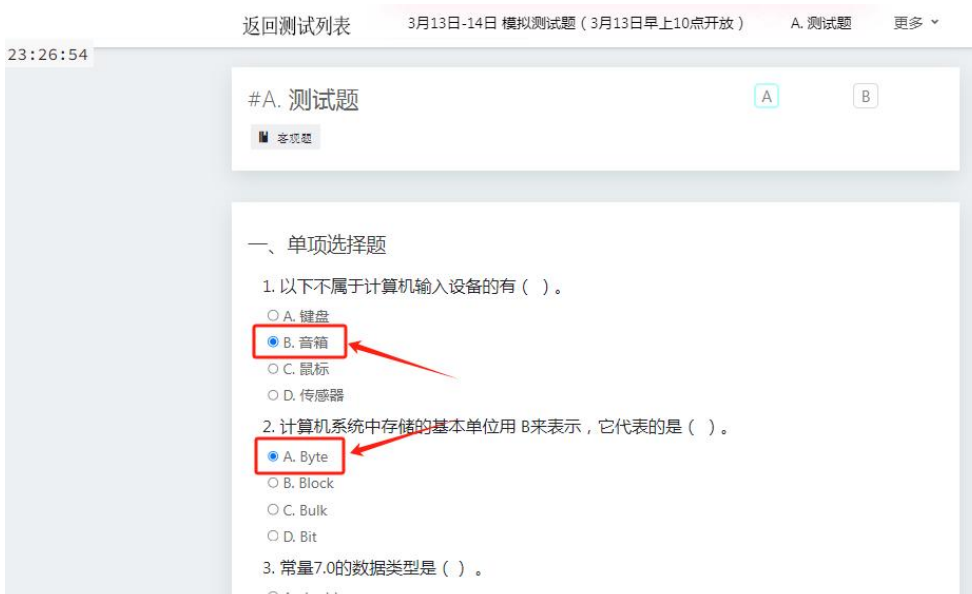 返回测试列表 3月13日-14日 模拟测试题（3月13日早上10点开放） A. 测试题 更多
23:26:54
#A. 测试题 A B
客观题
一、单项选择题
1. 以下不属于计算机输入设备的有（ ）。
A. 键盘
B. 音箱
C. 鼠标
D. 传感器
2. 计算机系统中存储的基本单位用 B来表示，它代表的是（ ）。
A. Byte
B. Block
C. Bulk
D. Bit
3. 常量7.0的数据类型是（ ）。